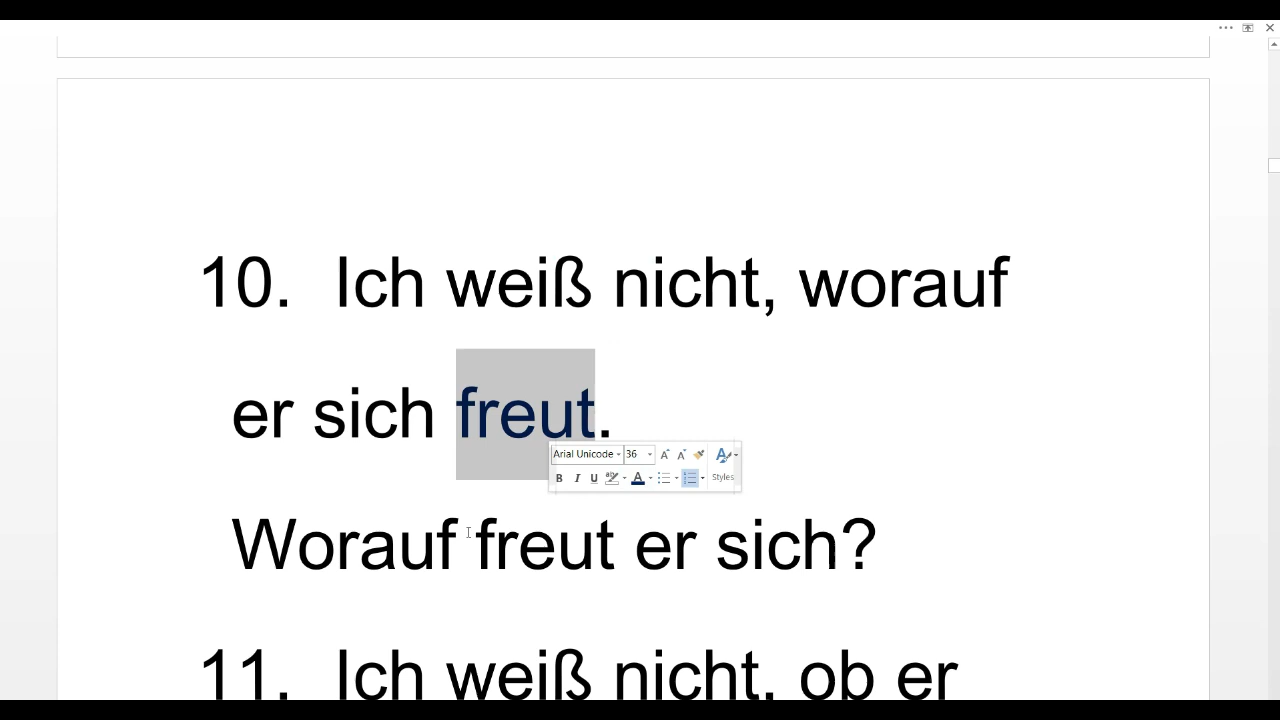 10. Ich weiß nicht, worauf
er sich freut.
Arial Unicode 36
B I U Styles
Worauf freut er sich?
11. Ich weiß nicht, ob er